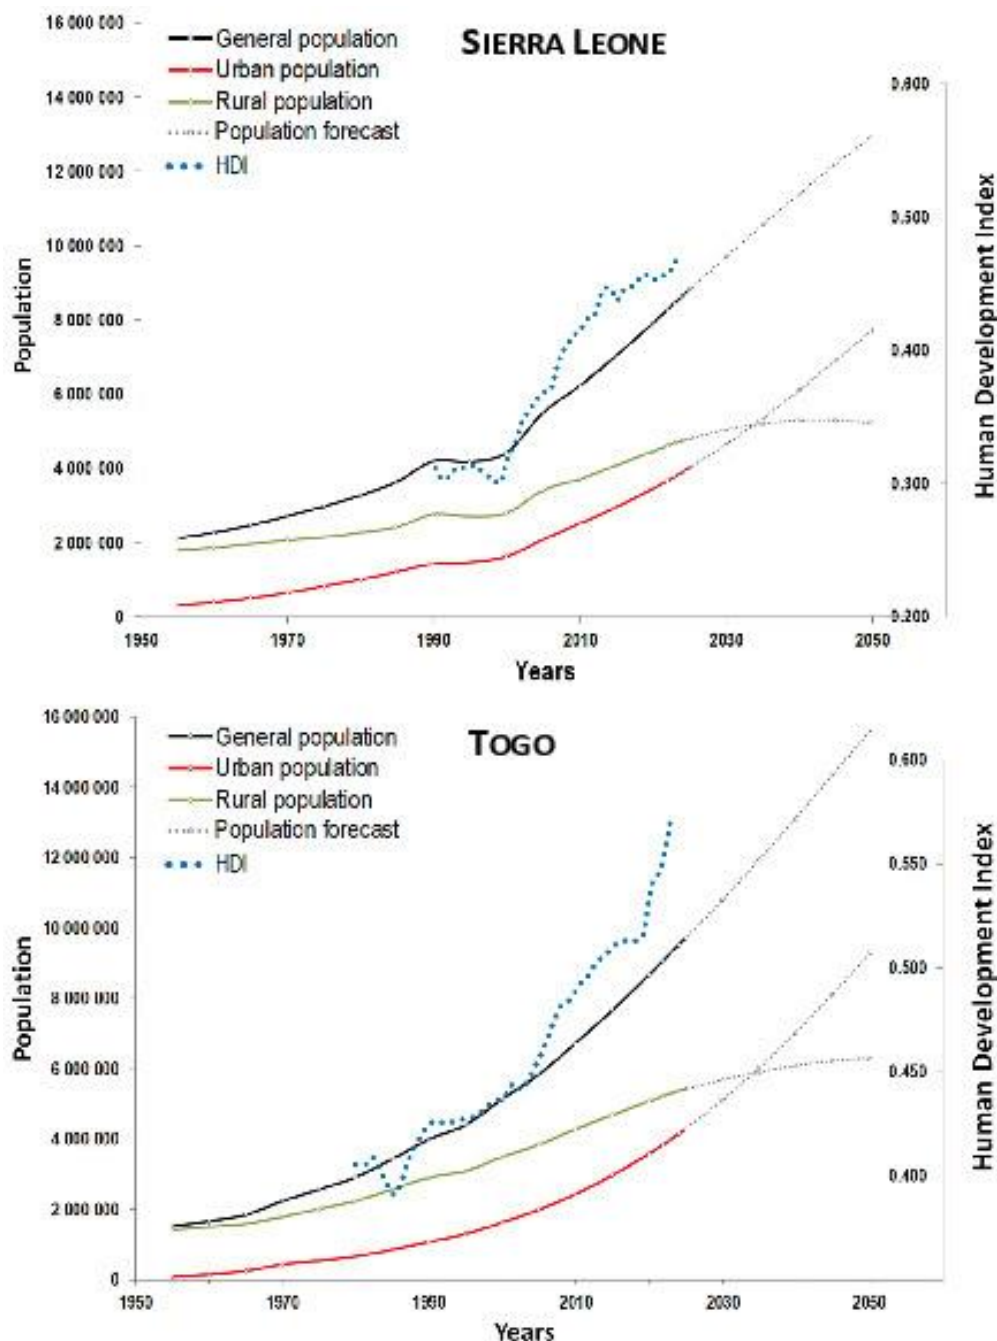 SIERRA LEONE
General population
Urban population
Rural population
Population forecast
HDI
16 000 000
14 000 000
12 000 000
10 000 000
8 000 000
6 000 000
4 000 000
2 000 000
0
Population
0.600
0.500
0.400
0.300
0.200
Human Development Index
1950 1970 1990 2010 2030 2050
Years
TOGO
General population
Urban population
Rural population
Population forecast
HDI
16 000 000
14 000 000
12 000 000
10 000 000
8 000 000
6 000 000
4 000 000
2 000 000
0
Population
0.600
0.550
0.500
0.450
0.400
Human Development Index
1950 1970 1990 2010 2030 2050
Years